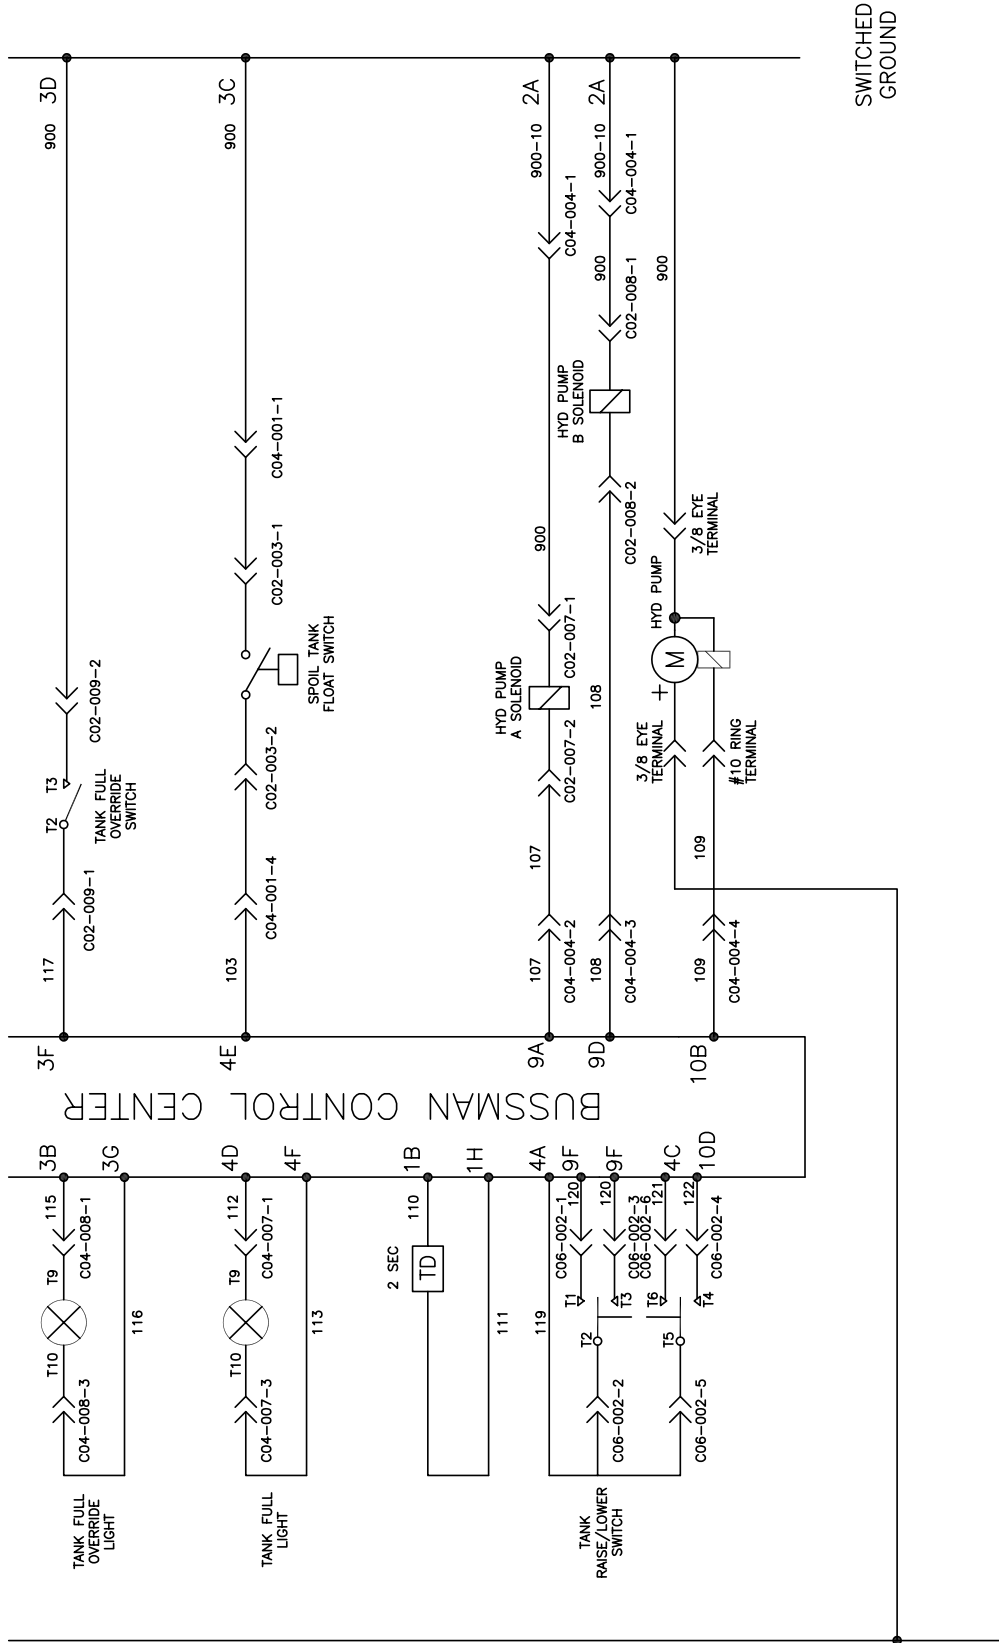 SWITCHED
GROUND
3D
900
C02-009-2
T3
T2
TANK FULL
OVERRIDE
SWITCH
C02-009-1
117
3F
3C
900
C04-001-1
C02-003-1
SPOIL TANK
FLOAT SWITCH
C02-003-2
C04-001-4
103
4E
2A
900-10
C04-004-1
900
C02-007-1
HYD PUMP
A SOLENOID
C02-007-2
107
C04-004-2
107
9A
2A
900-10
C04-004-1
900
C02-008-1
HYD PUMP
B SOLENOID
C02-008-2
108
C04-004-3
108
9D
900
3/8 EYE
TERMINAL
HYD PUMP
M
+
3/8 EYE
TERMINAL
#10 RING
TERMINAL
109
C04-004-4
109
10B
BUSSMAN CONTROL CENTER
3B
115
C04-008-1
T9
T10
C04-008-3
3G
116
TANK FULL
OVERRIDE
LIGHT
4D
112
C04-007-1
T9
T10
C04-007-3
4F
113
TANK FULL
LIGHT
1B
110
2 SEC
TD
1H
111
4A
119
9F
120
C06-002-1
T1
9F
120
C06-002-3
T3
T2
C06-002-2
4C
121
C06-002-6
T6
10D
122
C06-002-4
T4
T5
C06-002-5
TANK
RAISE/LOWER
SWITCH